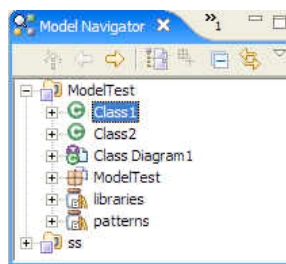 Model Navigator
»1
ModelTest
Class1
Class2
Class Diagram1
ModelTest
libraries
patterns
ss